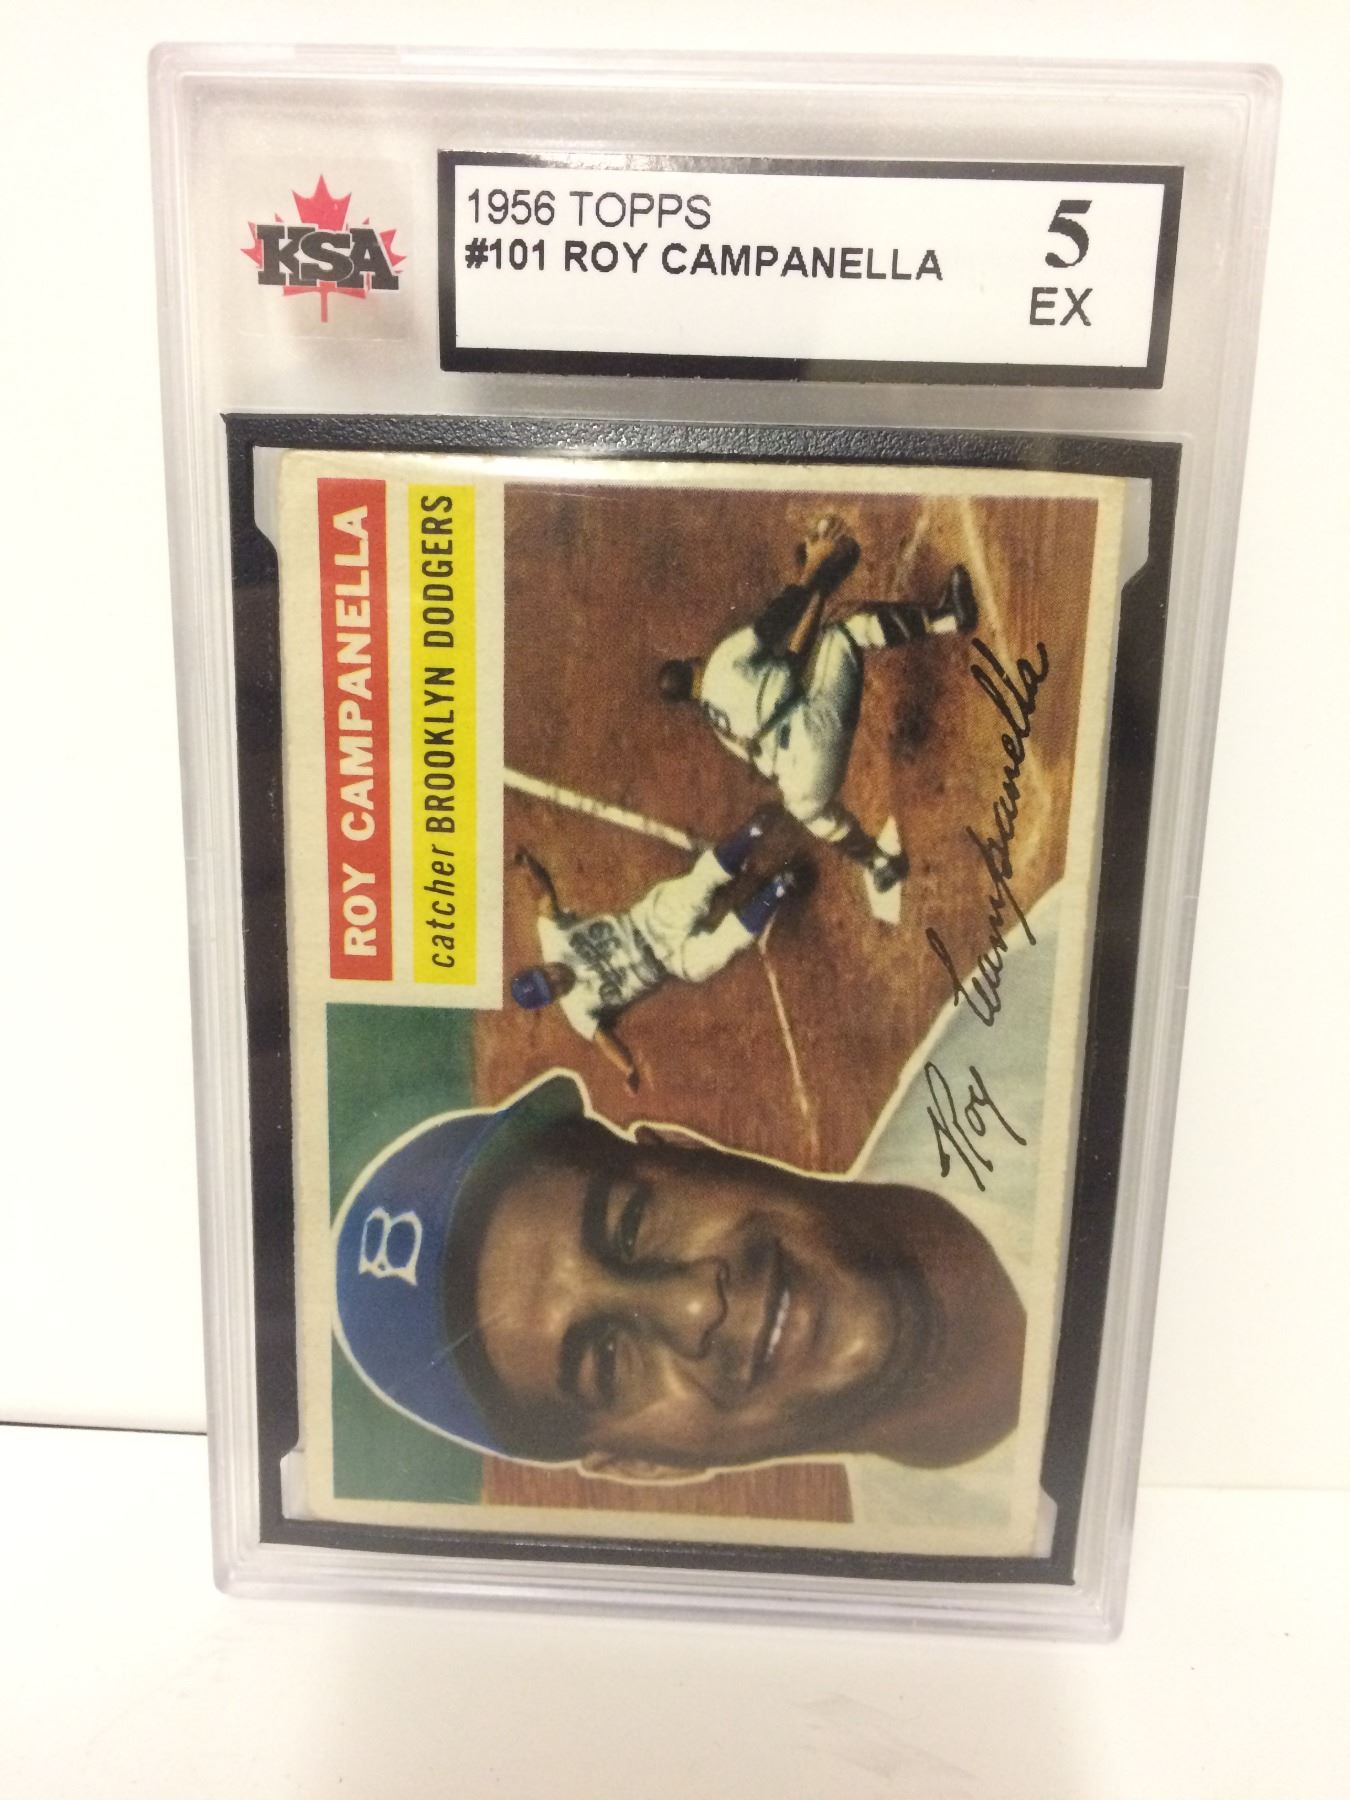 KSA
1956 TOPPS
#101 ROY CAMPANELLA
5
EX
ROY CAMPANELLA
catcher BROOKLYN DODGERS
B
Roy Campanella